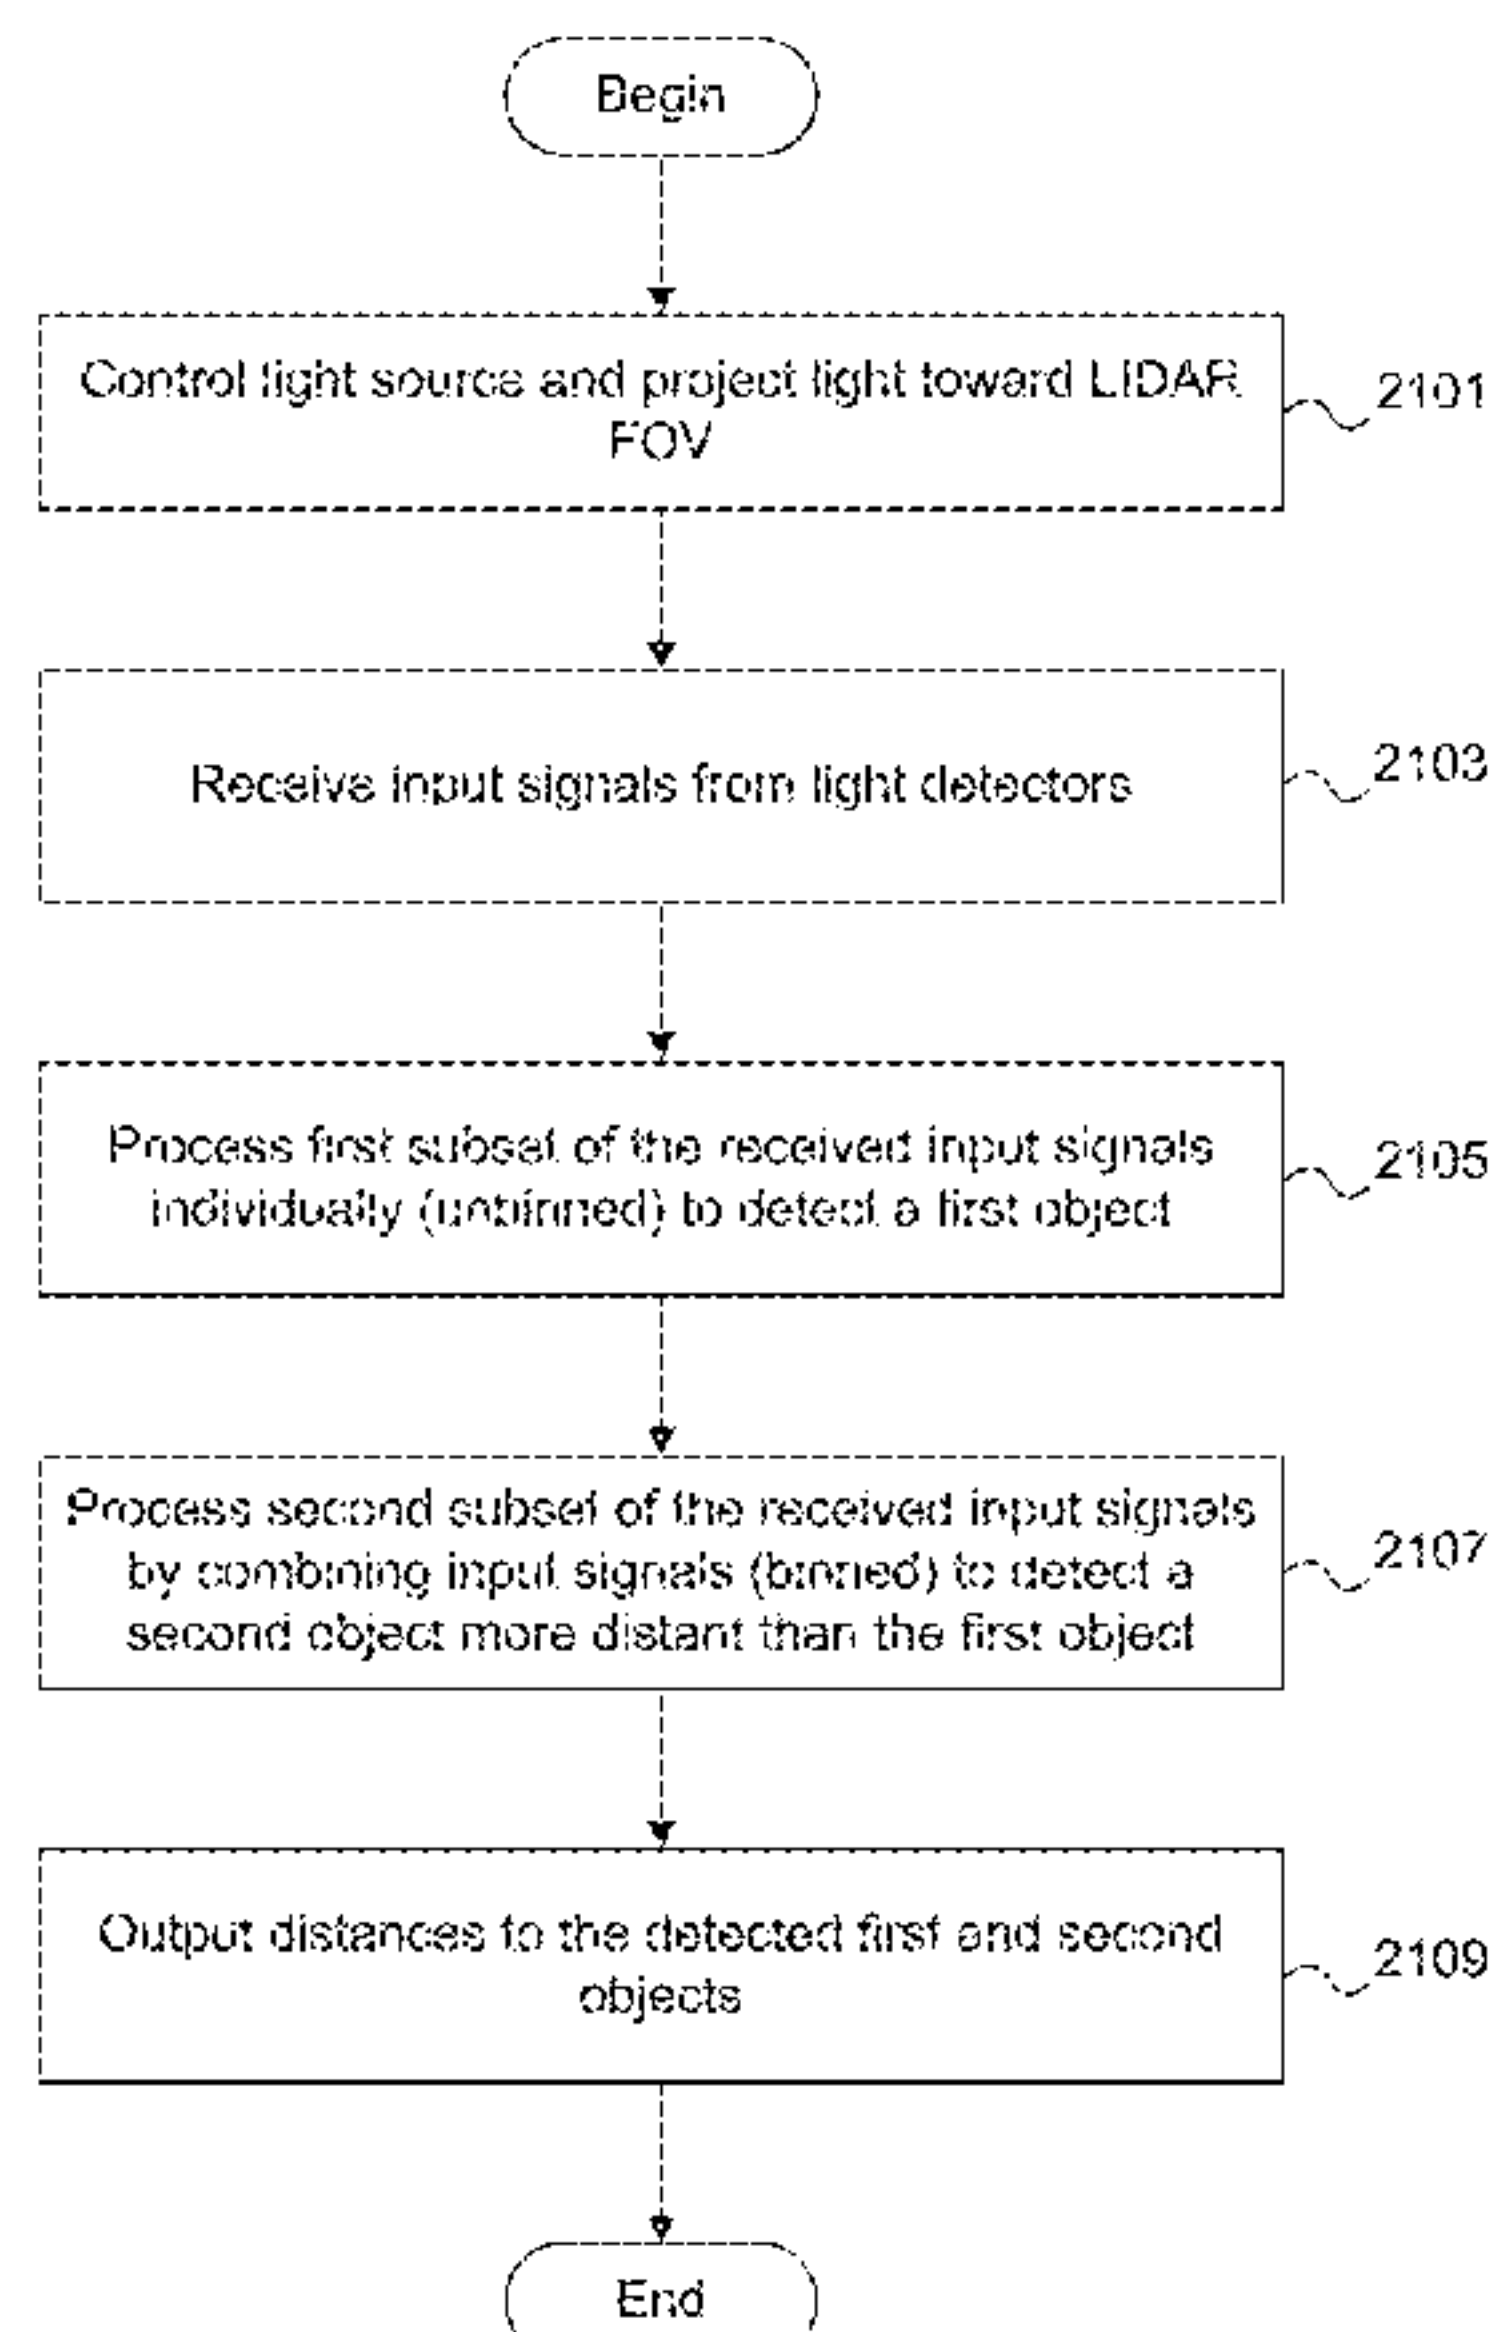 Begin
Control light source and project light toward LIDAR
FOV
2101
Receive input signals from light detectors
2103
Process first subset of the received input signals
individually (unbinned) to detect a first object
2105
Process second subset of the received input signals
by combining input signals (binned) to detect a
second object more distant than the first object
2107
Output distances to the detected first and second
objects
2109
End